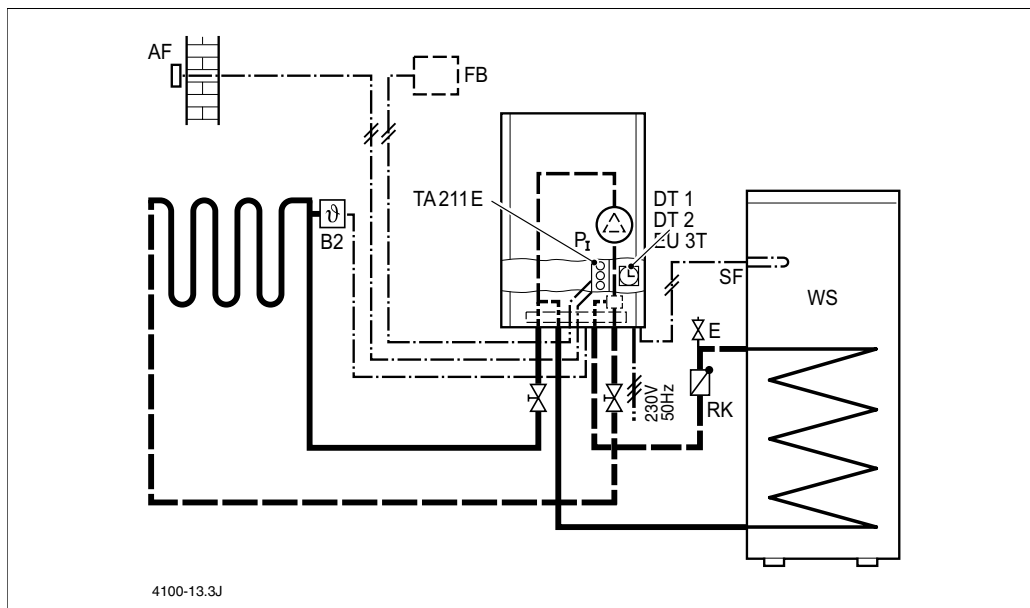 AF
FB
TA 211 E
DT 1
DT 2
EU 3T
P I
ϑ
B2
SF
WS
E
RK
230V
50Hz
4100-13.3J